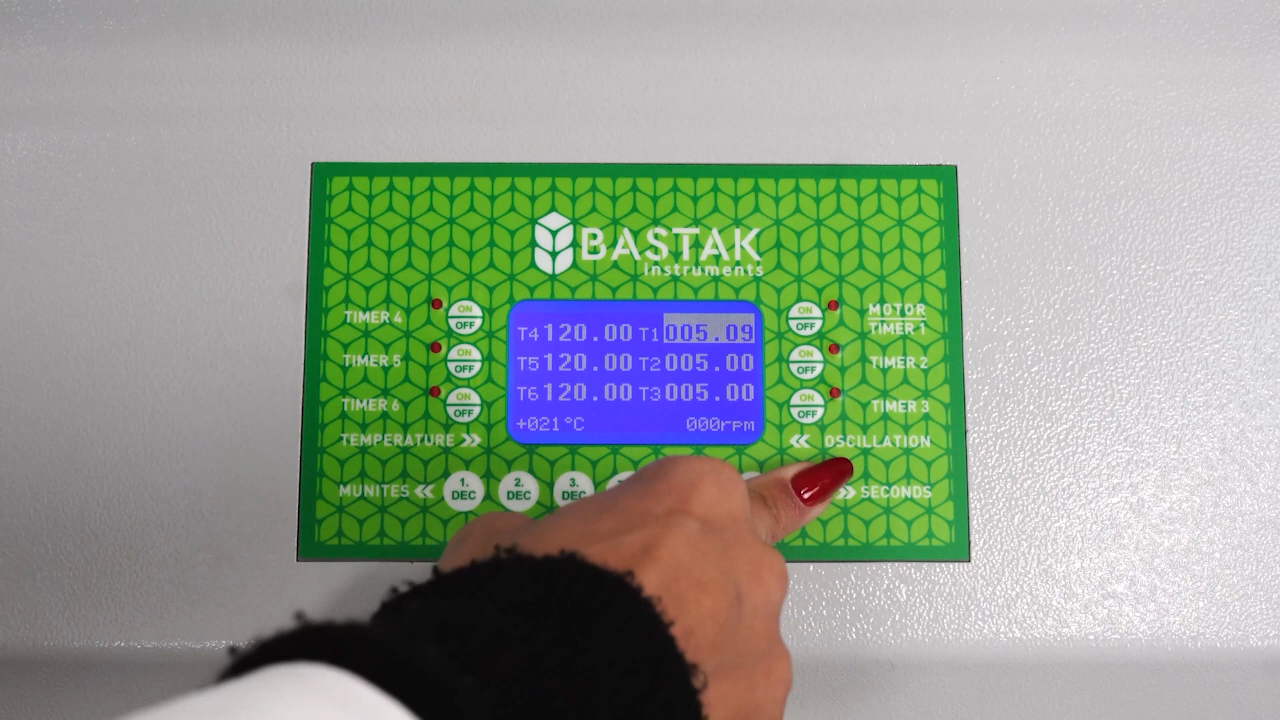 BASTAK
instruments
TIMER 4
ON
OFF
T4 120.00 T1 005.09
ON
OFF
MOTOR
TIMER 1
TIMER 5
ON
OFF
T5 120.00 T2 005.00
ON
OFF
TIMER 2
TIMER 6
ON
OFF
T6 120.00 T3 005.00
ON
OFF
TIMER 3
TEMPERATURE »
+021°C 000rpm
« OSCILLATION
MUNITES «
1.
DEC
2.
DEC
3.
DEC
» SECONDS